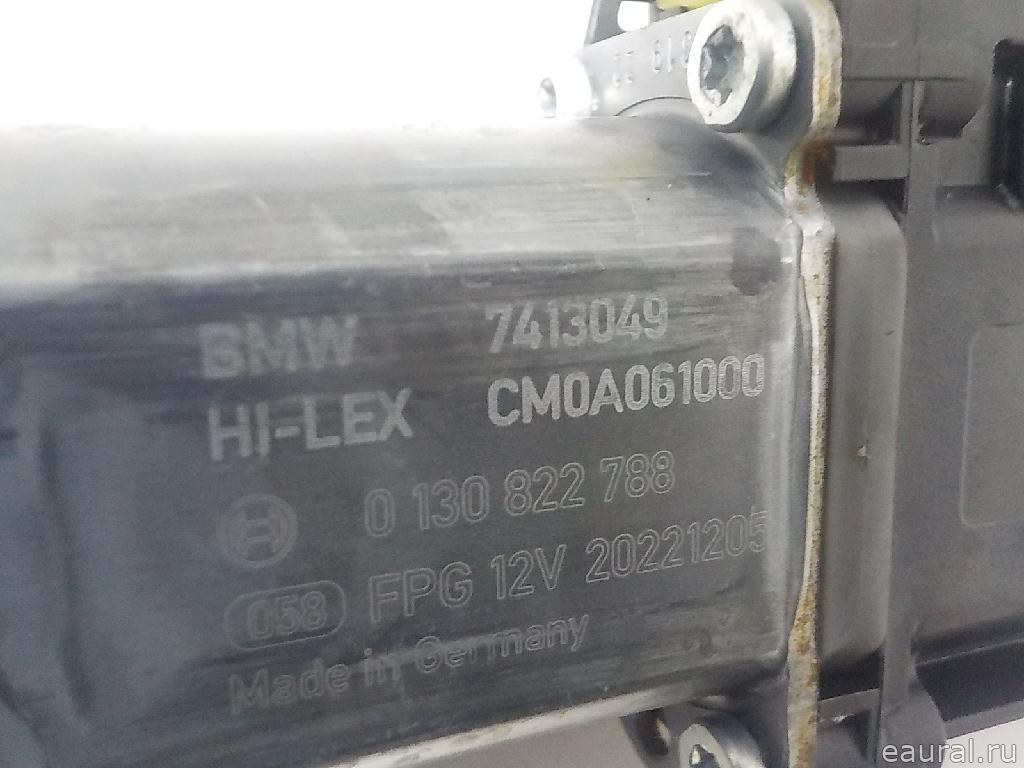 BMW 7413049
HI-LEX CM0A061000
0 130 822 788
058 FPG 12V 20221205
Made in Germany
eaural.ru